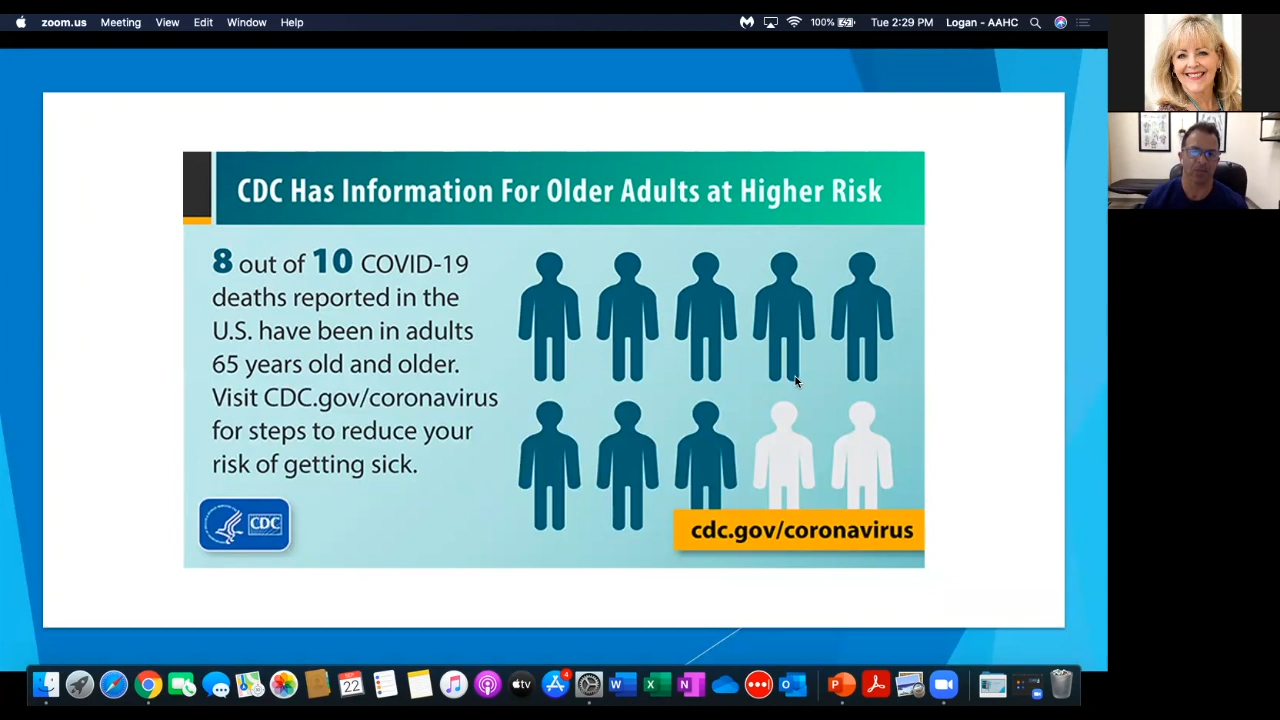 zoom.us Meeting View Edit Window Help 100% Tue 2:29 PM Logan - AAHC
CDC Has Information For Older Adults at Higher Risk
8 out of 10 COVID-19
deaths reported in the
U.S. have been in adults
65 years old and older.
Visit CDC.gov/coronavirus
for steps to reduce your
risk of getting sick.
CDC
cdc.gov/coronavirus
22
tv
4
W
X
N
O
P